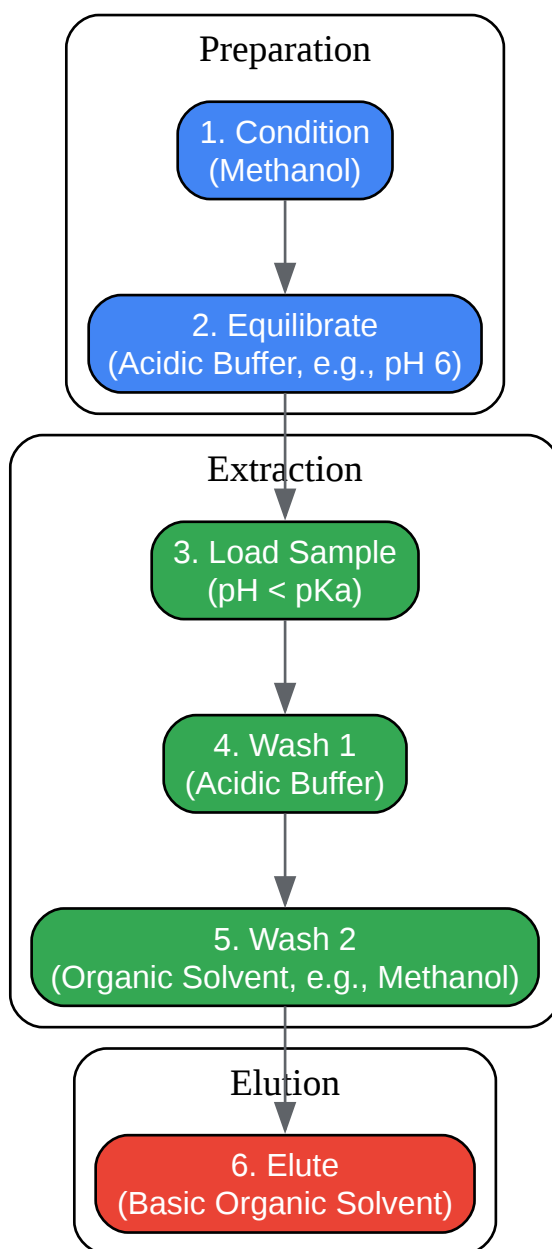 Preparation
1. Condition
(Methanol)
2. Equilibrate
(Acidic Buffer, e.g., pH 6)
Extraction
3. Load Sample
(pH < pKa)
4. Wash 1
(Acidic Buffer)
5. Wash 2
(Organic Solvent, e.g., Methanol)
Elution
6. Elute
(Basic Organic Solvent)